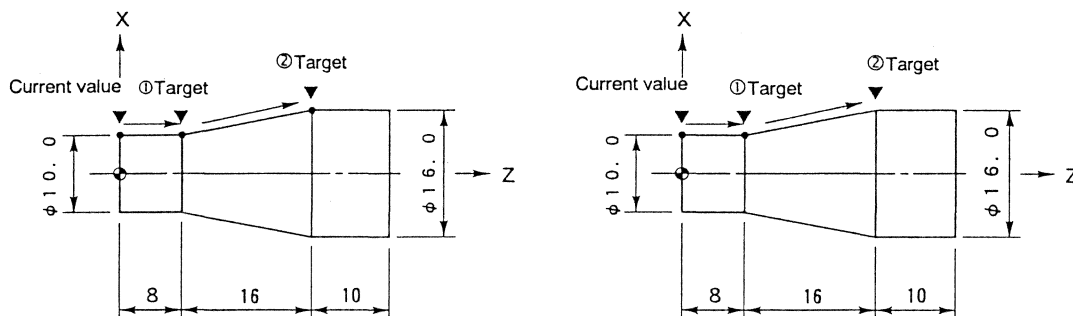 X
②Target
Current value
①Target
φ10. 0
φ16. 0
Z
8
16
10
X
②Target
Current value
①Target
φ10. 0
φ16. 0
Z
8
16
10